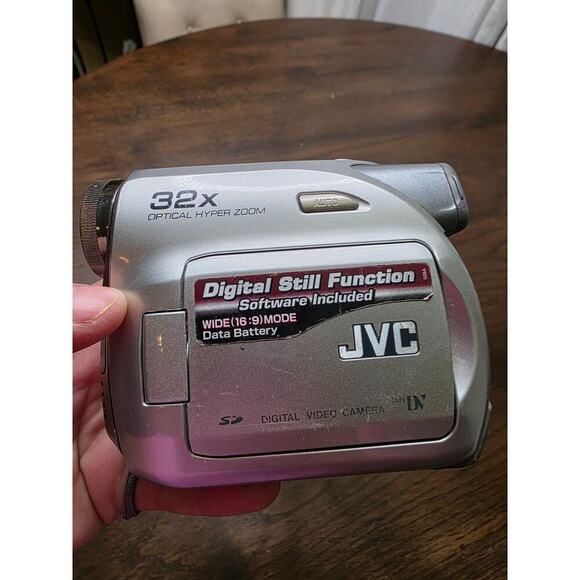 32x
OPTICAL HYPER ZOOM
AUTO
Digital Still Function
Software Included
WIDE(16:9)MODE
Data Battery
JVC
SD
DIGITAL VIDEO CAMERA
Mini DV